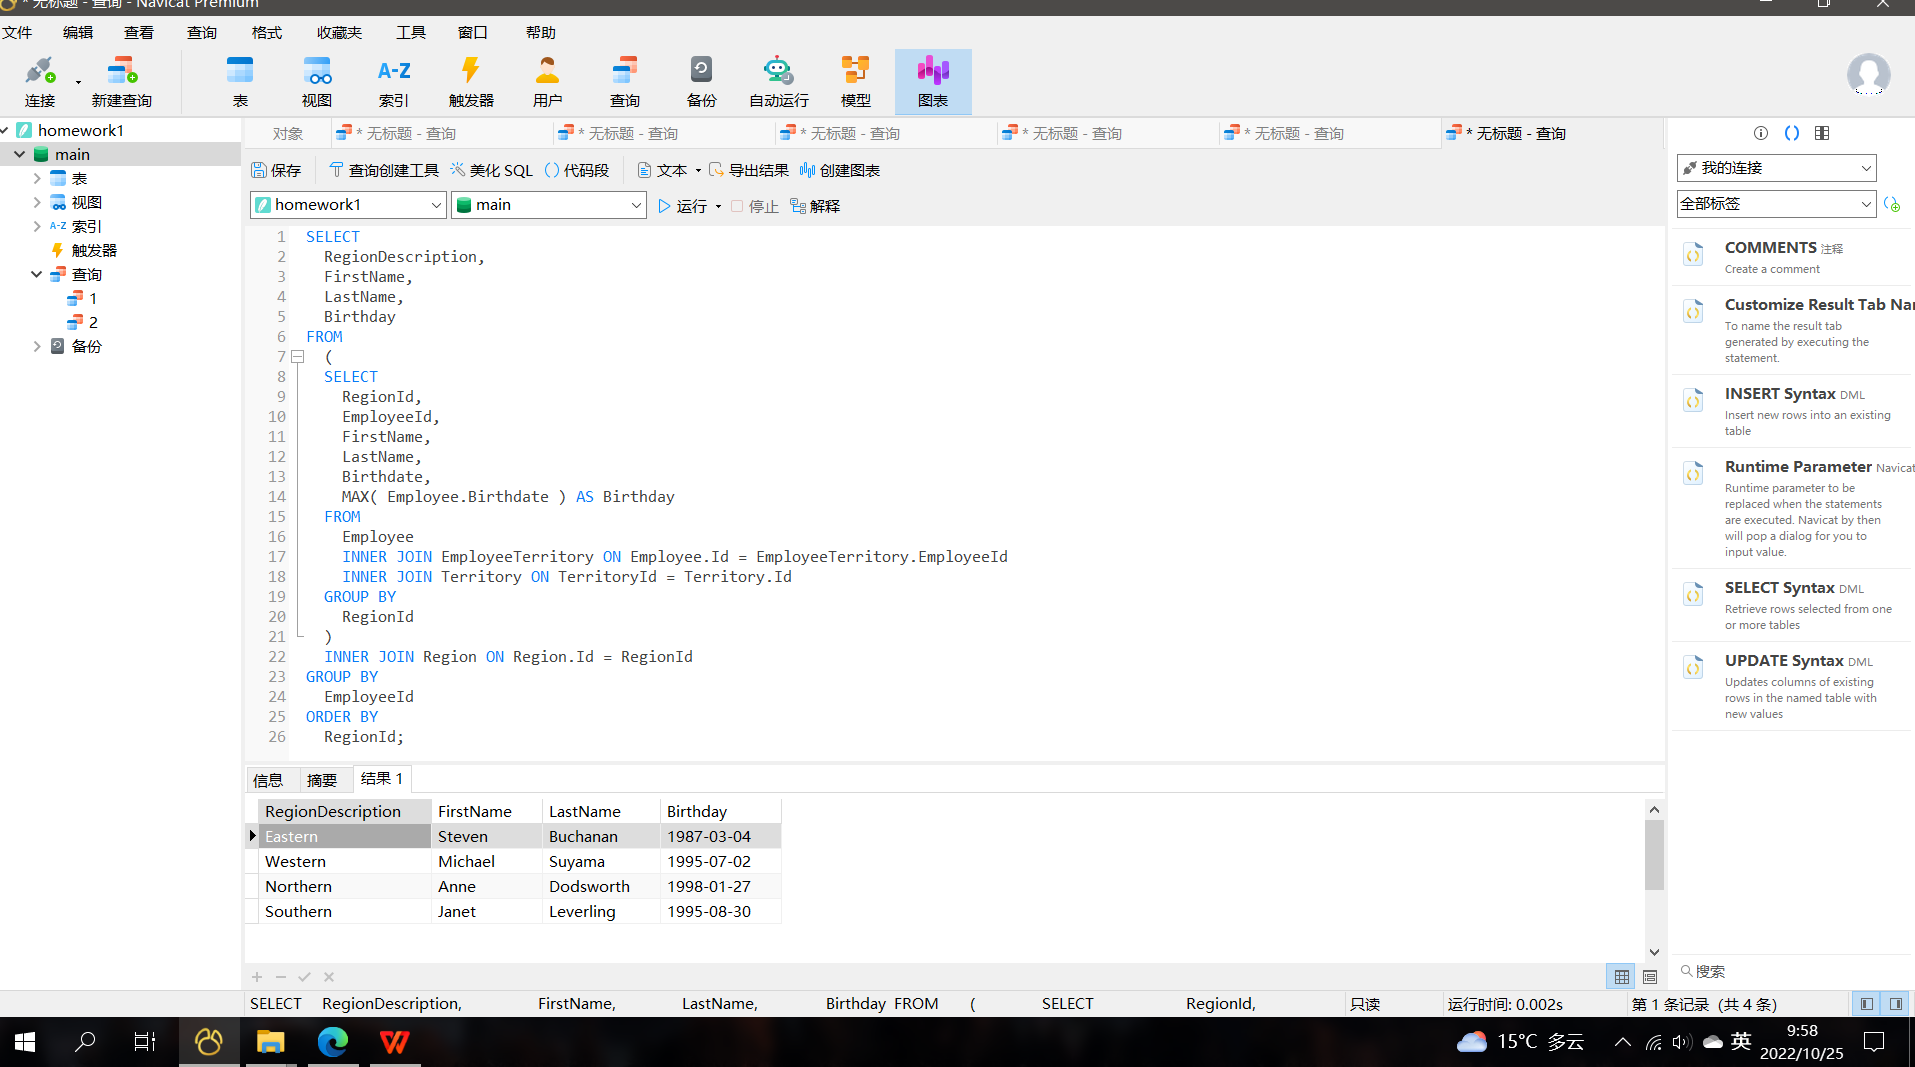 * 无标题 - 查询 - Navicat Premium
文件 编辑 查看 查询 格式 收藏夹 工具 窗口 帮助
连接 新建查询 表 视图 A-Z 索引 触发器 用户 查询 备份 自动运行 模型 图表
homework1
main
表
视图
A-Z 索引
触发器
查询
1
2
备份
对象 * 无标题 - 查询 * 无标题 - 查询 * 无标题 - 查询 * 无标题 - 查询 * 无标题 - 查询 * 无标题 - 查询
保存 查询创建工具 美化 SQL () 代码段 文本 导出结果 创建图表
homework1 main 运行 停止 解释
1 SELECT
2 RegionDescription,
3 FirstName,
4 LastName,
5 Birthday
6 FROM
7 (
8 SELECT
9 RegionId,
10 EmployeeId,
11 FirstName,
12 LastName,
13 Birthdate,
14 MAX( Employee.Birthdate ) AS Birthday
15 FROM
16 Employee
17 INNER JOIN EmployeeTerritory ON Employee.Id = EmployeeTerritory.EmployeeId
18 INNER JOIN Territory ON TerritoryId = Territory.Id
19 GROUP BY
20 RegionId
21 )
22 INNER JOIN Region ON Region.Id = RegionId
23 GROUP BY
24 EmployeeId
25 ORDER BY
26 RegionId;
信息 摘要 结果 1
RegionDescription FirstName LastName Birthday
Eastern Steven Buchanan 1987-03-04
Western Michael Suyama 1995-07-02
Northern Anne Dodsworth 1998-01-27
Southern Janet Leverling 1995-08-30
我的连接
全部标签
COMMENTS 注释
Create a comment
Customize Result Tab Nar
To name the result tab
generated by executing the
statement.
INSERT Syntax DML
Insert new rows into an existing
table
Runtime Parameter Navicat
Runtime parameter to be
replaced when the statements
are executed. Navicat by then
will pop a dialog for you to
input value.
SELECT Syntax DML
Retrieve rows selected from one
or more tables
UPDATE Syntax DML
Updates columns of existing
rows in the named table with
new values
搜索
SELECT RegionDescription, FirstName, LastName, Birthday FROM ( SELECT RegionId, 只读 运行时间: 0.002s 第 1 条记录 (共 4 条)
15°C 多云 英 9:58
2022/10/25